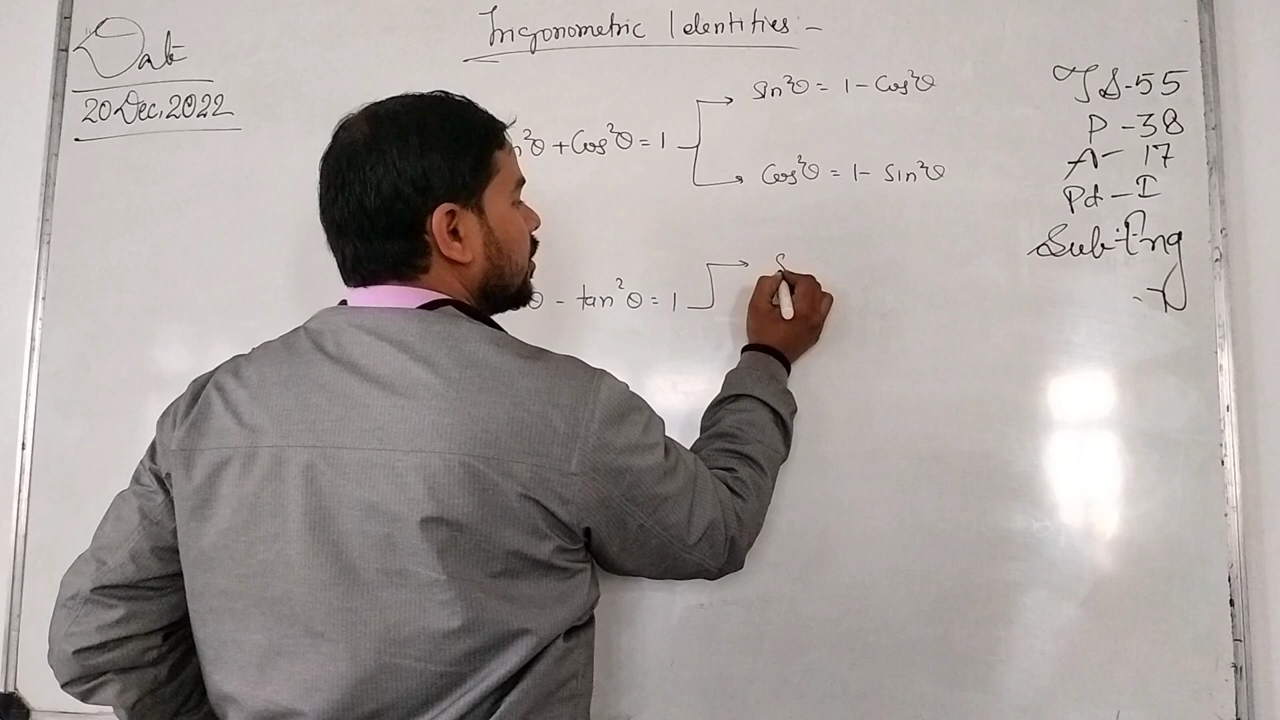 Trigonometric Identities -
Date
20 Dec, 2022
n²θ + Cos²θ = 1
Sin²θ = 1 - Cos²θ
Cos²θ = 1 - Sin²θ
θ - tan²θ = 1
S
TS-55
P - 38
A - 17
Pd - I
Sub:- Eng